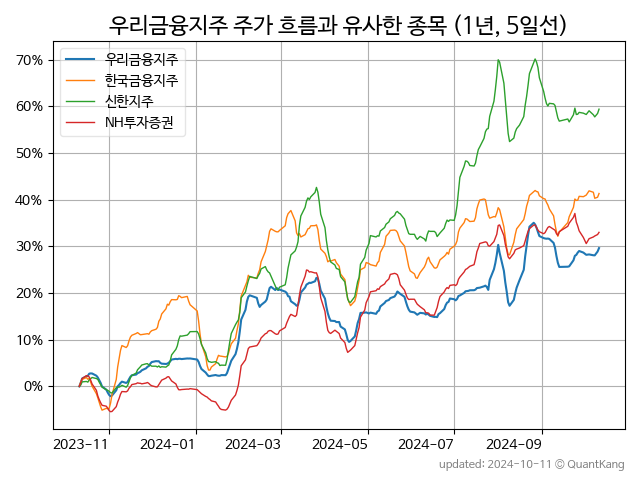 우리금융지주 주가 흐름과 유사한 종목 (1년, 5일선)
우리금융지주
한국금융지주
신한지주
NH투자증권
70%
60%
50%
40%
30%
20%
10%
0%
2023-11 2024-01 2024-03 2024-05 2024-07 2024-09
updated: 2024-10-11 © QuantKang